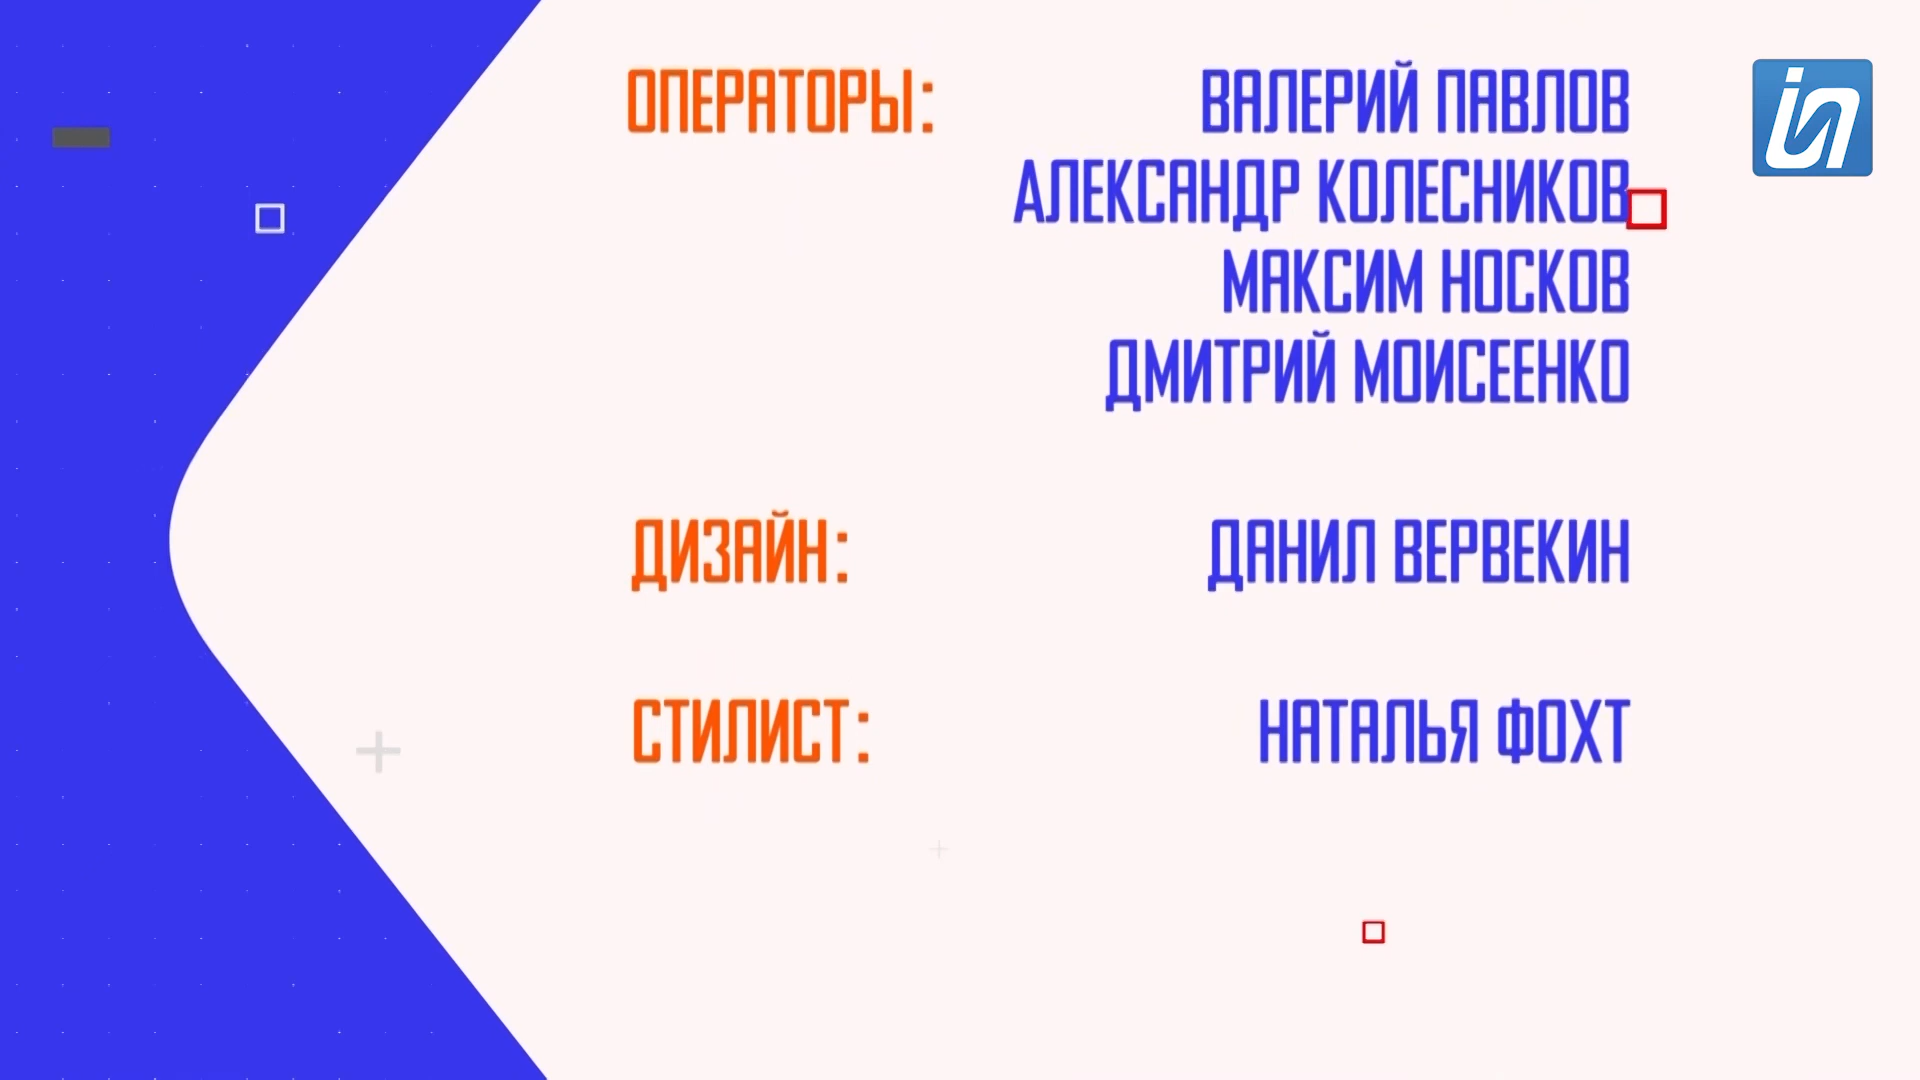 ОПЕРАТОРЫ: ВАЛЕРИЙ ПАВЛОВ
АЛЕКСАНДР КОЛЕСНИКОВ
МАКСИМ НОСКОВ
ДМИТРИЙ МОИСЕЕНКО
ДИЗАЙН: ДАНИЛ ВЕРВЕКИН
СТИЛИСТ: НАТАЛЬЯ ФОХТ